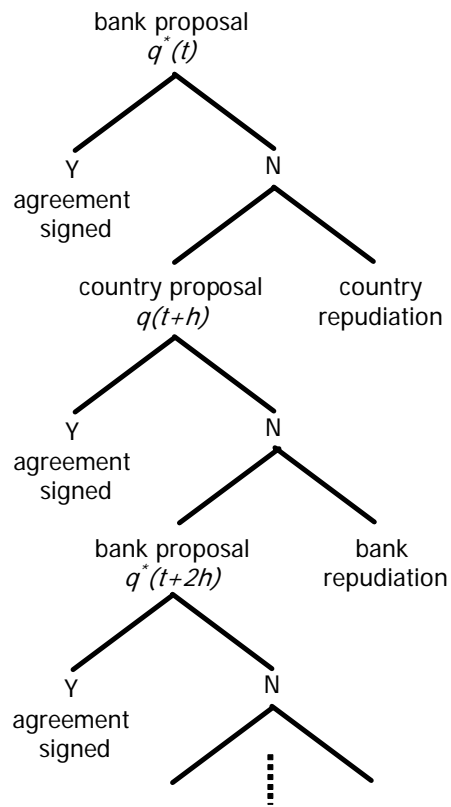 bank proposal
q*(t)
Y
N
agreement
signed
country proposal
q(t+h)
country
repudiation
Y
N
agreement
signed
bank proposal
q*(t+2h)
bank
repudiation
Y
N
agreement
signed